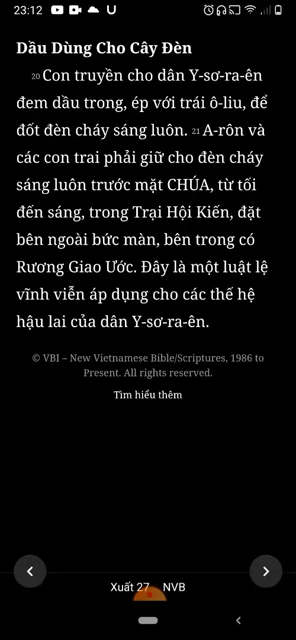 23:12
Dầu Dùng Cho Cây Đèn
20 Con truyền cho dân Y-sơ-ra-ên
đem dầu trong, ép với trái ô-liu, để
đốt đèn cháy sáng luôn. 21 A-rôn và
các con trai phải giữ cho đèn cháy
sáng luôn trước mặt CHÚA, từ tối
đến sáng, trong Trại Hội Kiến, đặt
bên ngoài bức màn, bên trong có
Rương Giao Ước. Đây là một luật lệ
vĩnh viễn áp dụng cho các thế hệ
hậu lai của dân Y-sơ-ra-ên.
© VBI – New Vietnamese Bible/Scriptures, 1986 to
Present. All rights reserved.
Tìm hiểu thêm
Xuất 27 NVB